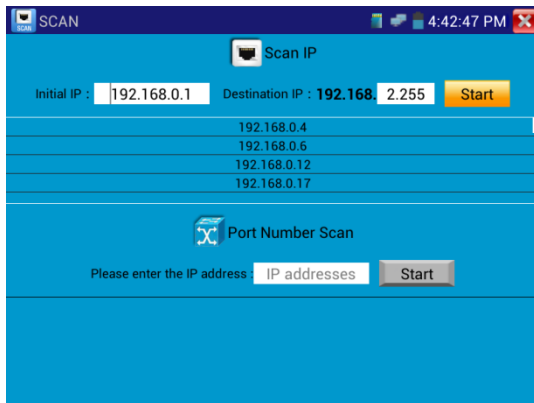 SCAN SCAN 4:42:47 PM
Scan IP
Initial IP : 192.168.0.1 Destination IP : 192.168. 2.255 Start
192.168.0.4
192.168.0.6
192.168.0.12
192.168.0.17
Port Number Scan
Please enter the IP address : IP addresses Start